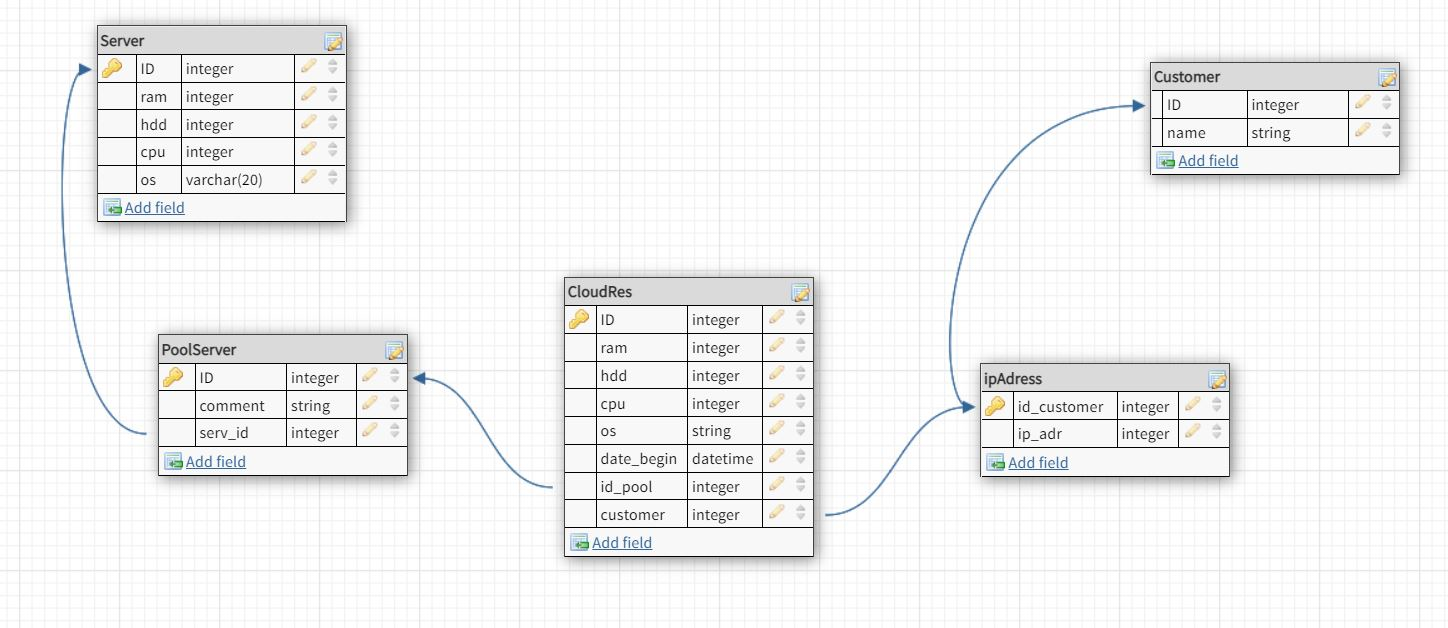 Server
ID integer
ram integer
hdd integer
cpu integer
os varchar(20)
Add field
Customer
ID integer
name string
Add field
CloudRes
ID integer
ram integer
hdd integer
cpu integer
os string
date_begin datetime
id_pool integer
customer integer
Add field
PoolServer
ID integer
comment string
serv_id integer
Add field
ipAdress
id_customer integer
ip_adr integer
Add field